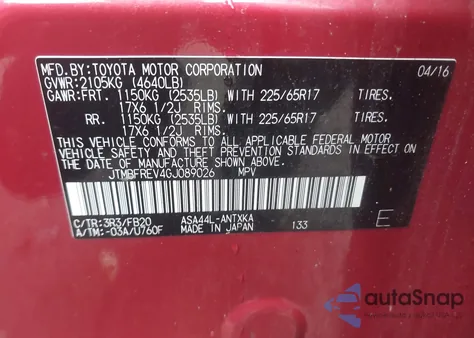 MFD.BY:TOYOTA MOTOR CORPORATION 04/16
GVWR:2105KG (4640LB)
GAWR:FRT. 1150KG (2535LB) WITH 225/65R17 TIRES.
17X6 1/2J RIMS.
RR. 1150KG (2535LB) WITH 225/65R17 TIRES.
17X6 1/2J RIMS.
THIS VEHICLE CONFORMS TO ALL APPLICABLE FEDERAL MOTOR
VEHICLE SAFETY AND THEFT PREVENTION STANDARDS IN EFFECT
ON THE DATE OF MANUFACTURE SHOWN ABOVE.
JTMBFREV4GJ089026 MPV
C/TR:3R3/FB20 ASA44L-ANTXKA E
A/TM:-03A/U760F MADE IN JAPAN 133
autoSnap
Powered by AutoBidMaster